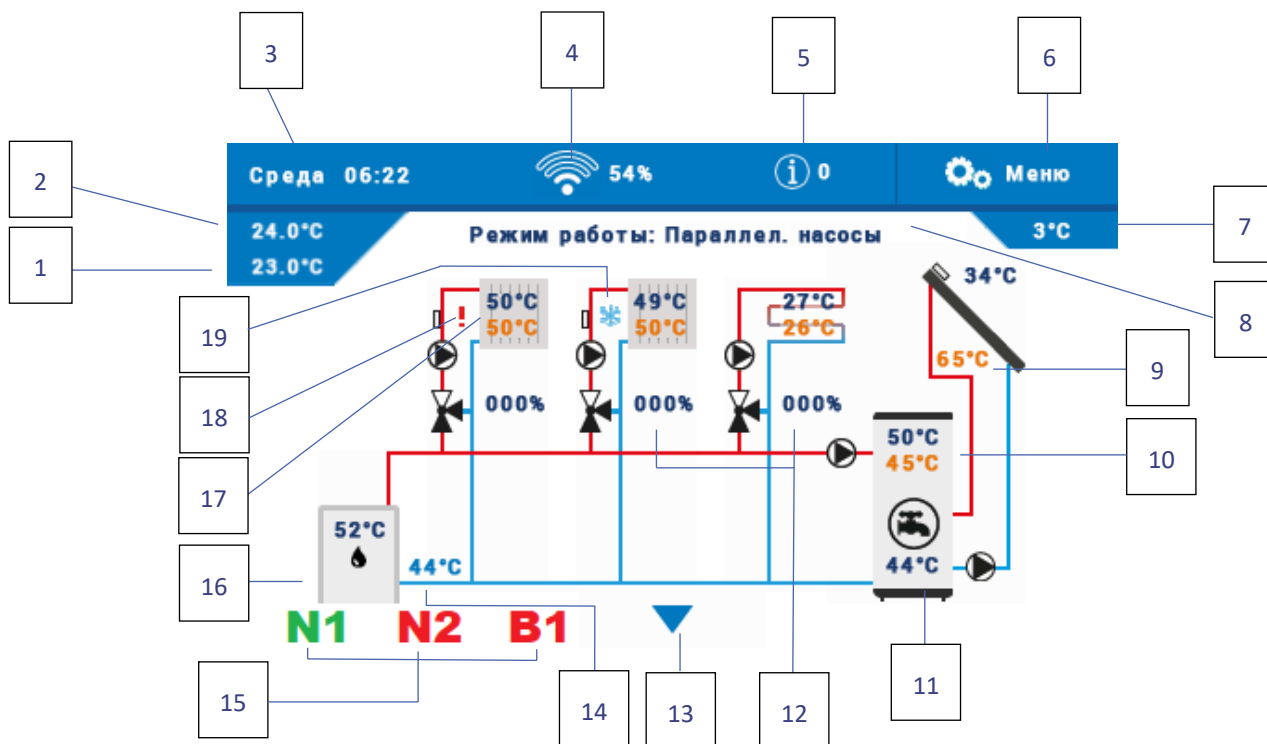 3
4
5
6
2
Среда 06:22
54%
i 0
Меню
24.0°C
Режим работы: Параллел. насосы
3°C
7
1
23.0°C
19
50°C
49°C
27°C
34°C
8
50°C
50°C
26°C
18
65°C
9
000%
000%
000%
17
50°C
45°C
10
16
52°C
44°C
44°C
N1 N2 B1
15
14
13
12
11